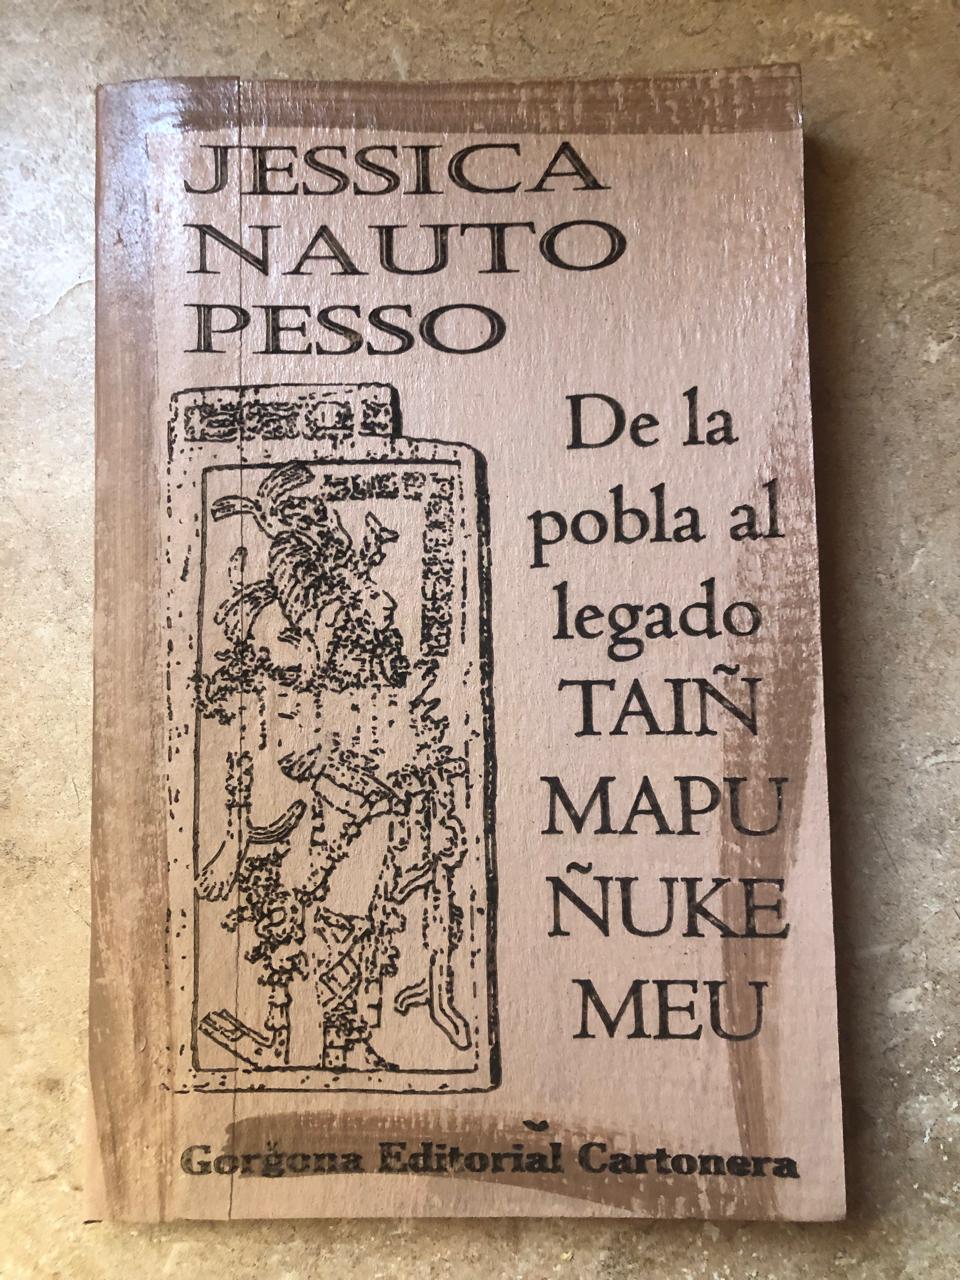 JESSICA
NAUTO
PESSO
De la
pobla al
legado
TAIÑ
MAPU
ÑUKE
MEU
Gorgona Editorial Cartonera